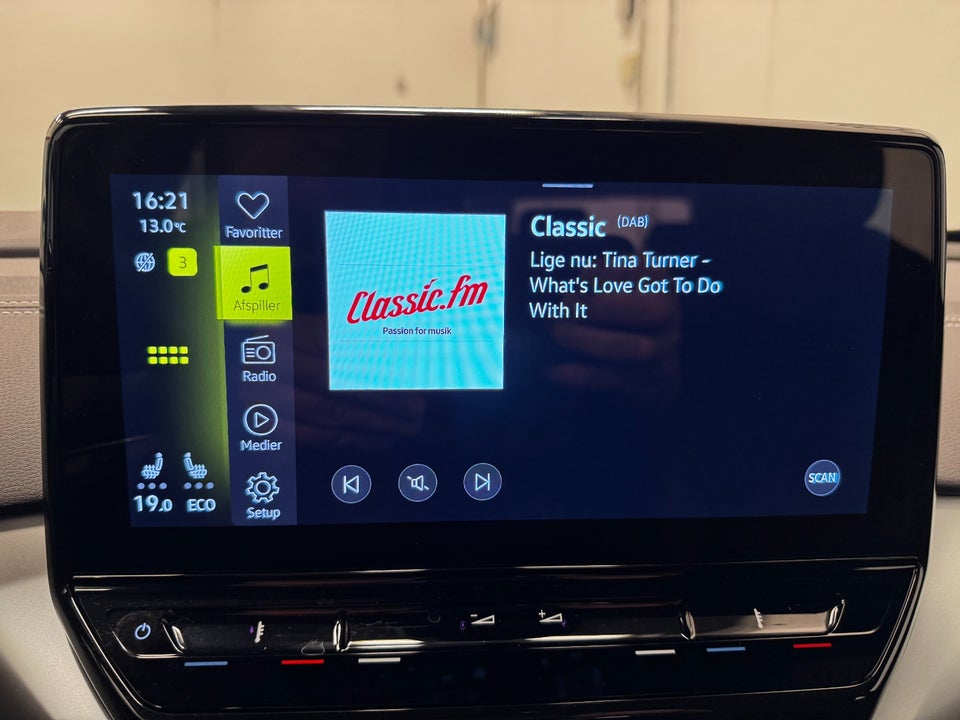 16:21
13.0°C
3
19.0 ECO
Favoritter
Afspiller
Radio
Medier
Setup
Classic.fm
Passion for musik
Classic (DAB)
Lige nu: Tina Turner -
What's Love Got To Do
With It
SCAN